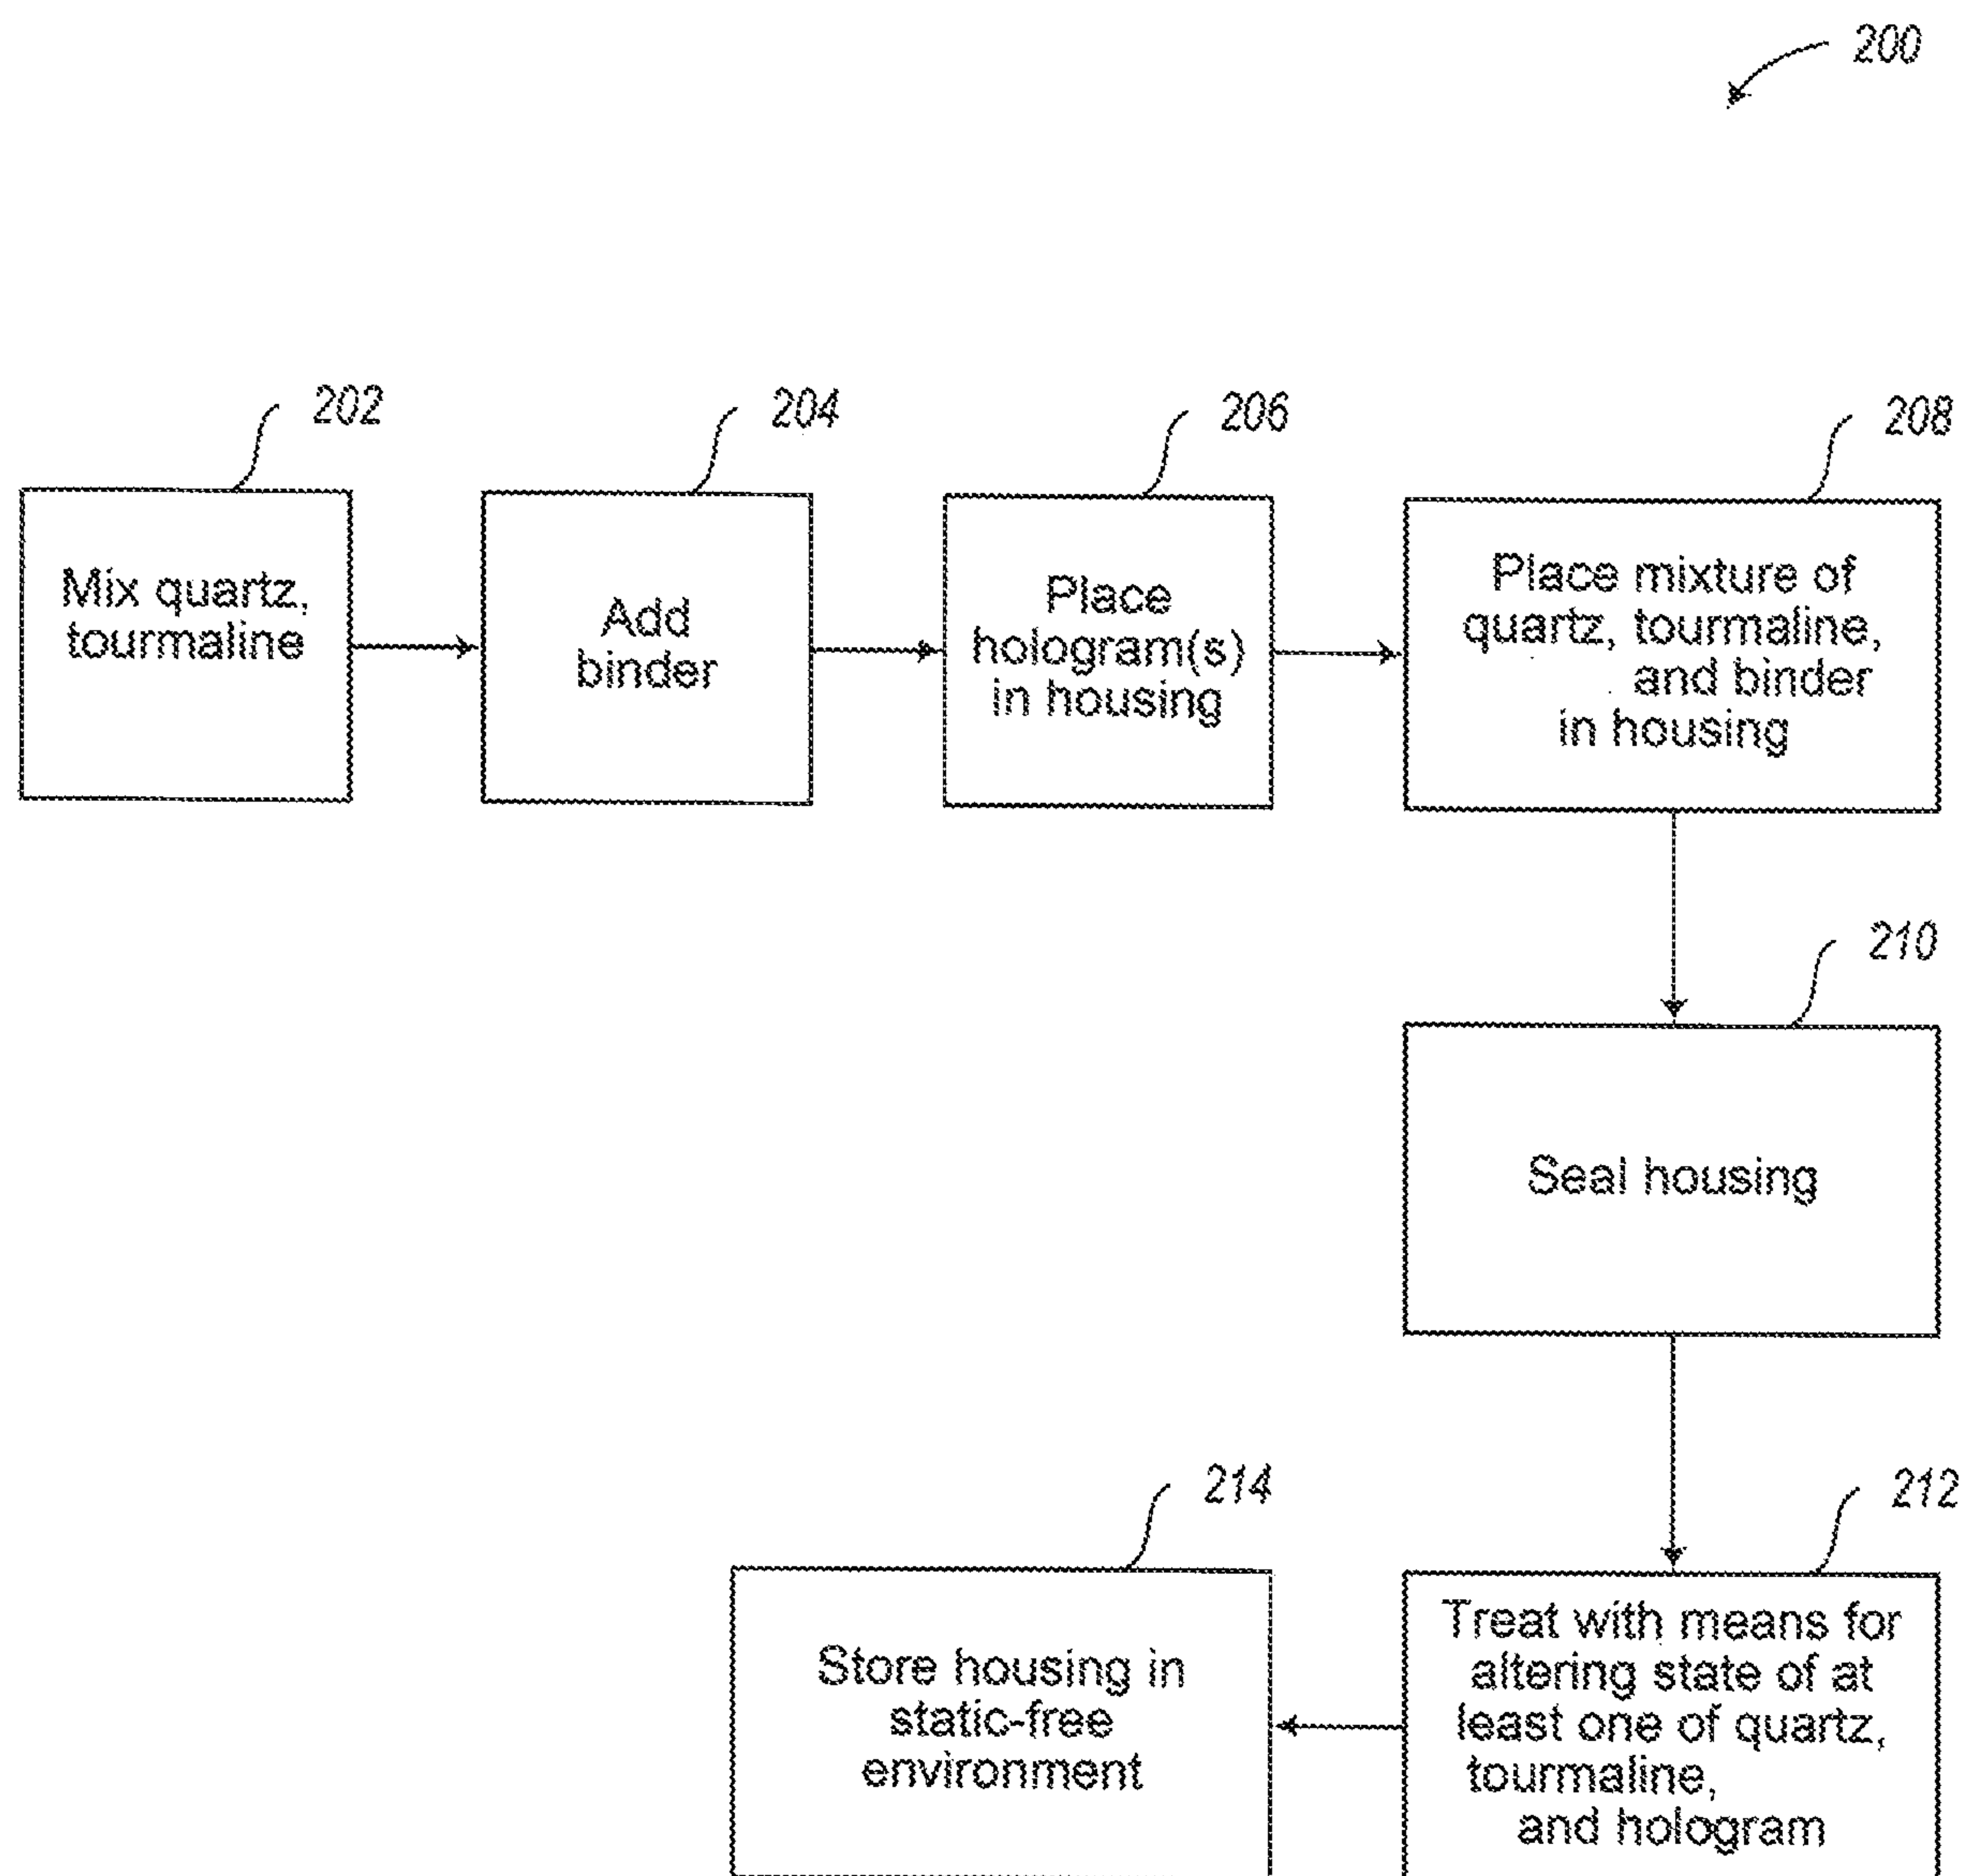 200
202
Mix quartz,
tourmaline
204
Add
binder
206
Place
hologram(s)
in housing
208
Place mixture of
quartz, tourmaline,
and binder
in housing
210
Seal housing
212
Treat with means for
altering state of at
least one of quartz,
tourmaline,
and hologram
214
Store housing in
static-free
environment